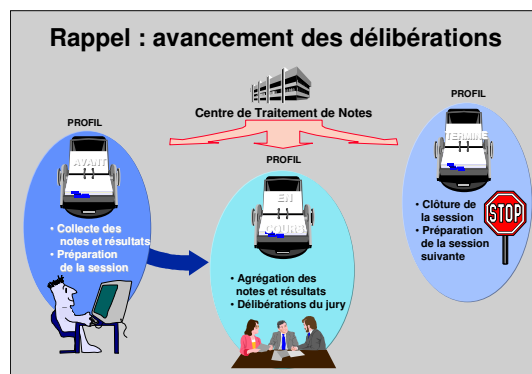 Rappel : avancement des délibérations
Centre de Traitement de Notes
PROFIL
AVANT
• Collecte des
notes et résultats
• Préparation
de la session
PROFIL
EN
COURS
• Agrégation des
notes et résultats
• Délibérations du jury
PROFIL
TERMINE
• Clôture de
la session
• Préparation
de la session
suivante
STOP